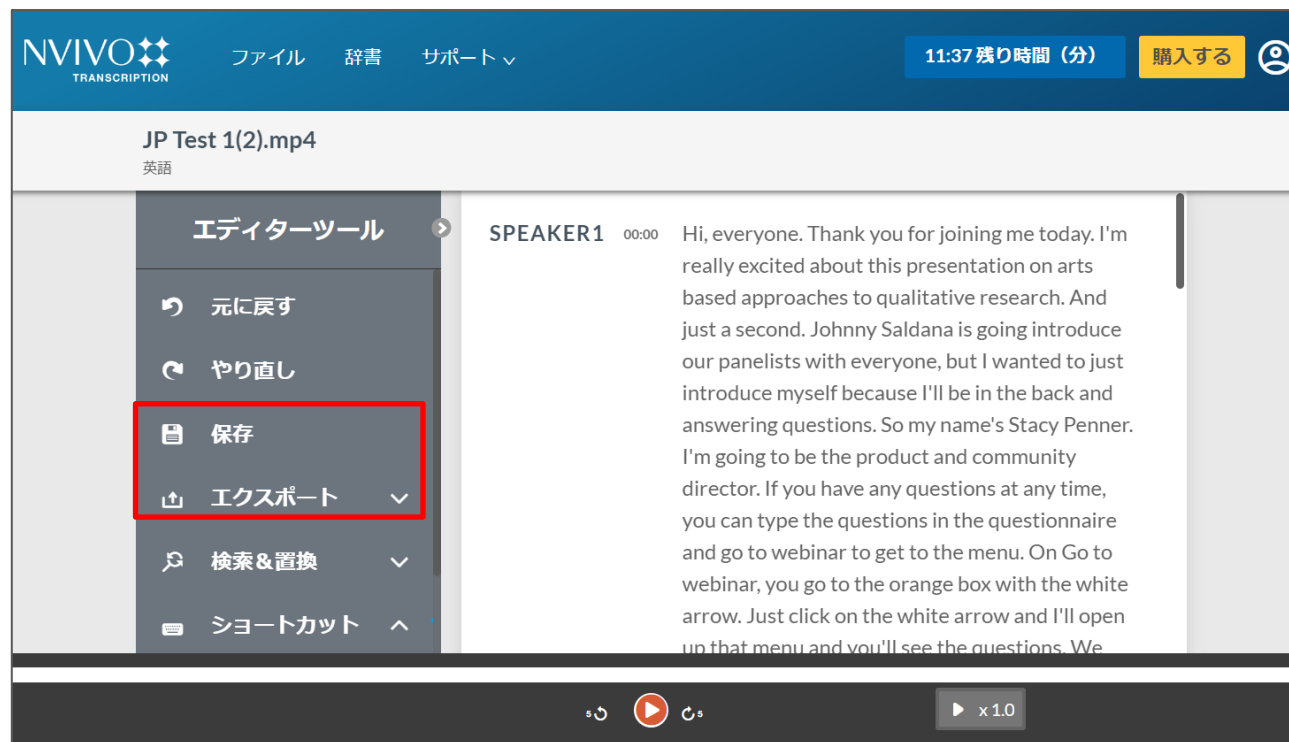 NVIVO
TRANSCRIPTION
ファイル 辞書 サポート
11:37 残り時間（分）
購入する
JP Test 1(2).mp4
英語
エディターツール
元に戻す
やり直し
保存
エクスポート
検索&置換
ショートカット
SPEAKER1 00:00
Hi, everyone. Thank you for joining me today. I'm
really excited about this presentation on arts
based approaches to qualitative research. And
just a second. Johnny Saldana is going introduce
our panelists with everyone, but I wanted to just
introduce myself because I'll be in the back and
answering questions. So my name's Stacy Penner.
I'm going to be the product and community
director. If you have any questions at any time,
you can type the questions in the questionnaire
and go to webinar to get to the menu. On Go to
webinar, you go to the orange box with the white
arrow. Just click on the white arrow and I'll open
up that menu and you'll see the questions. We
5 5
x 1.0